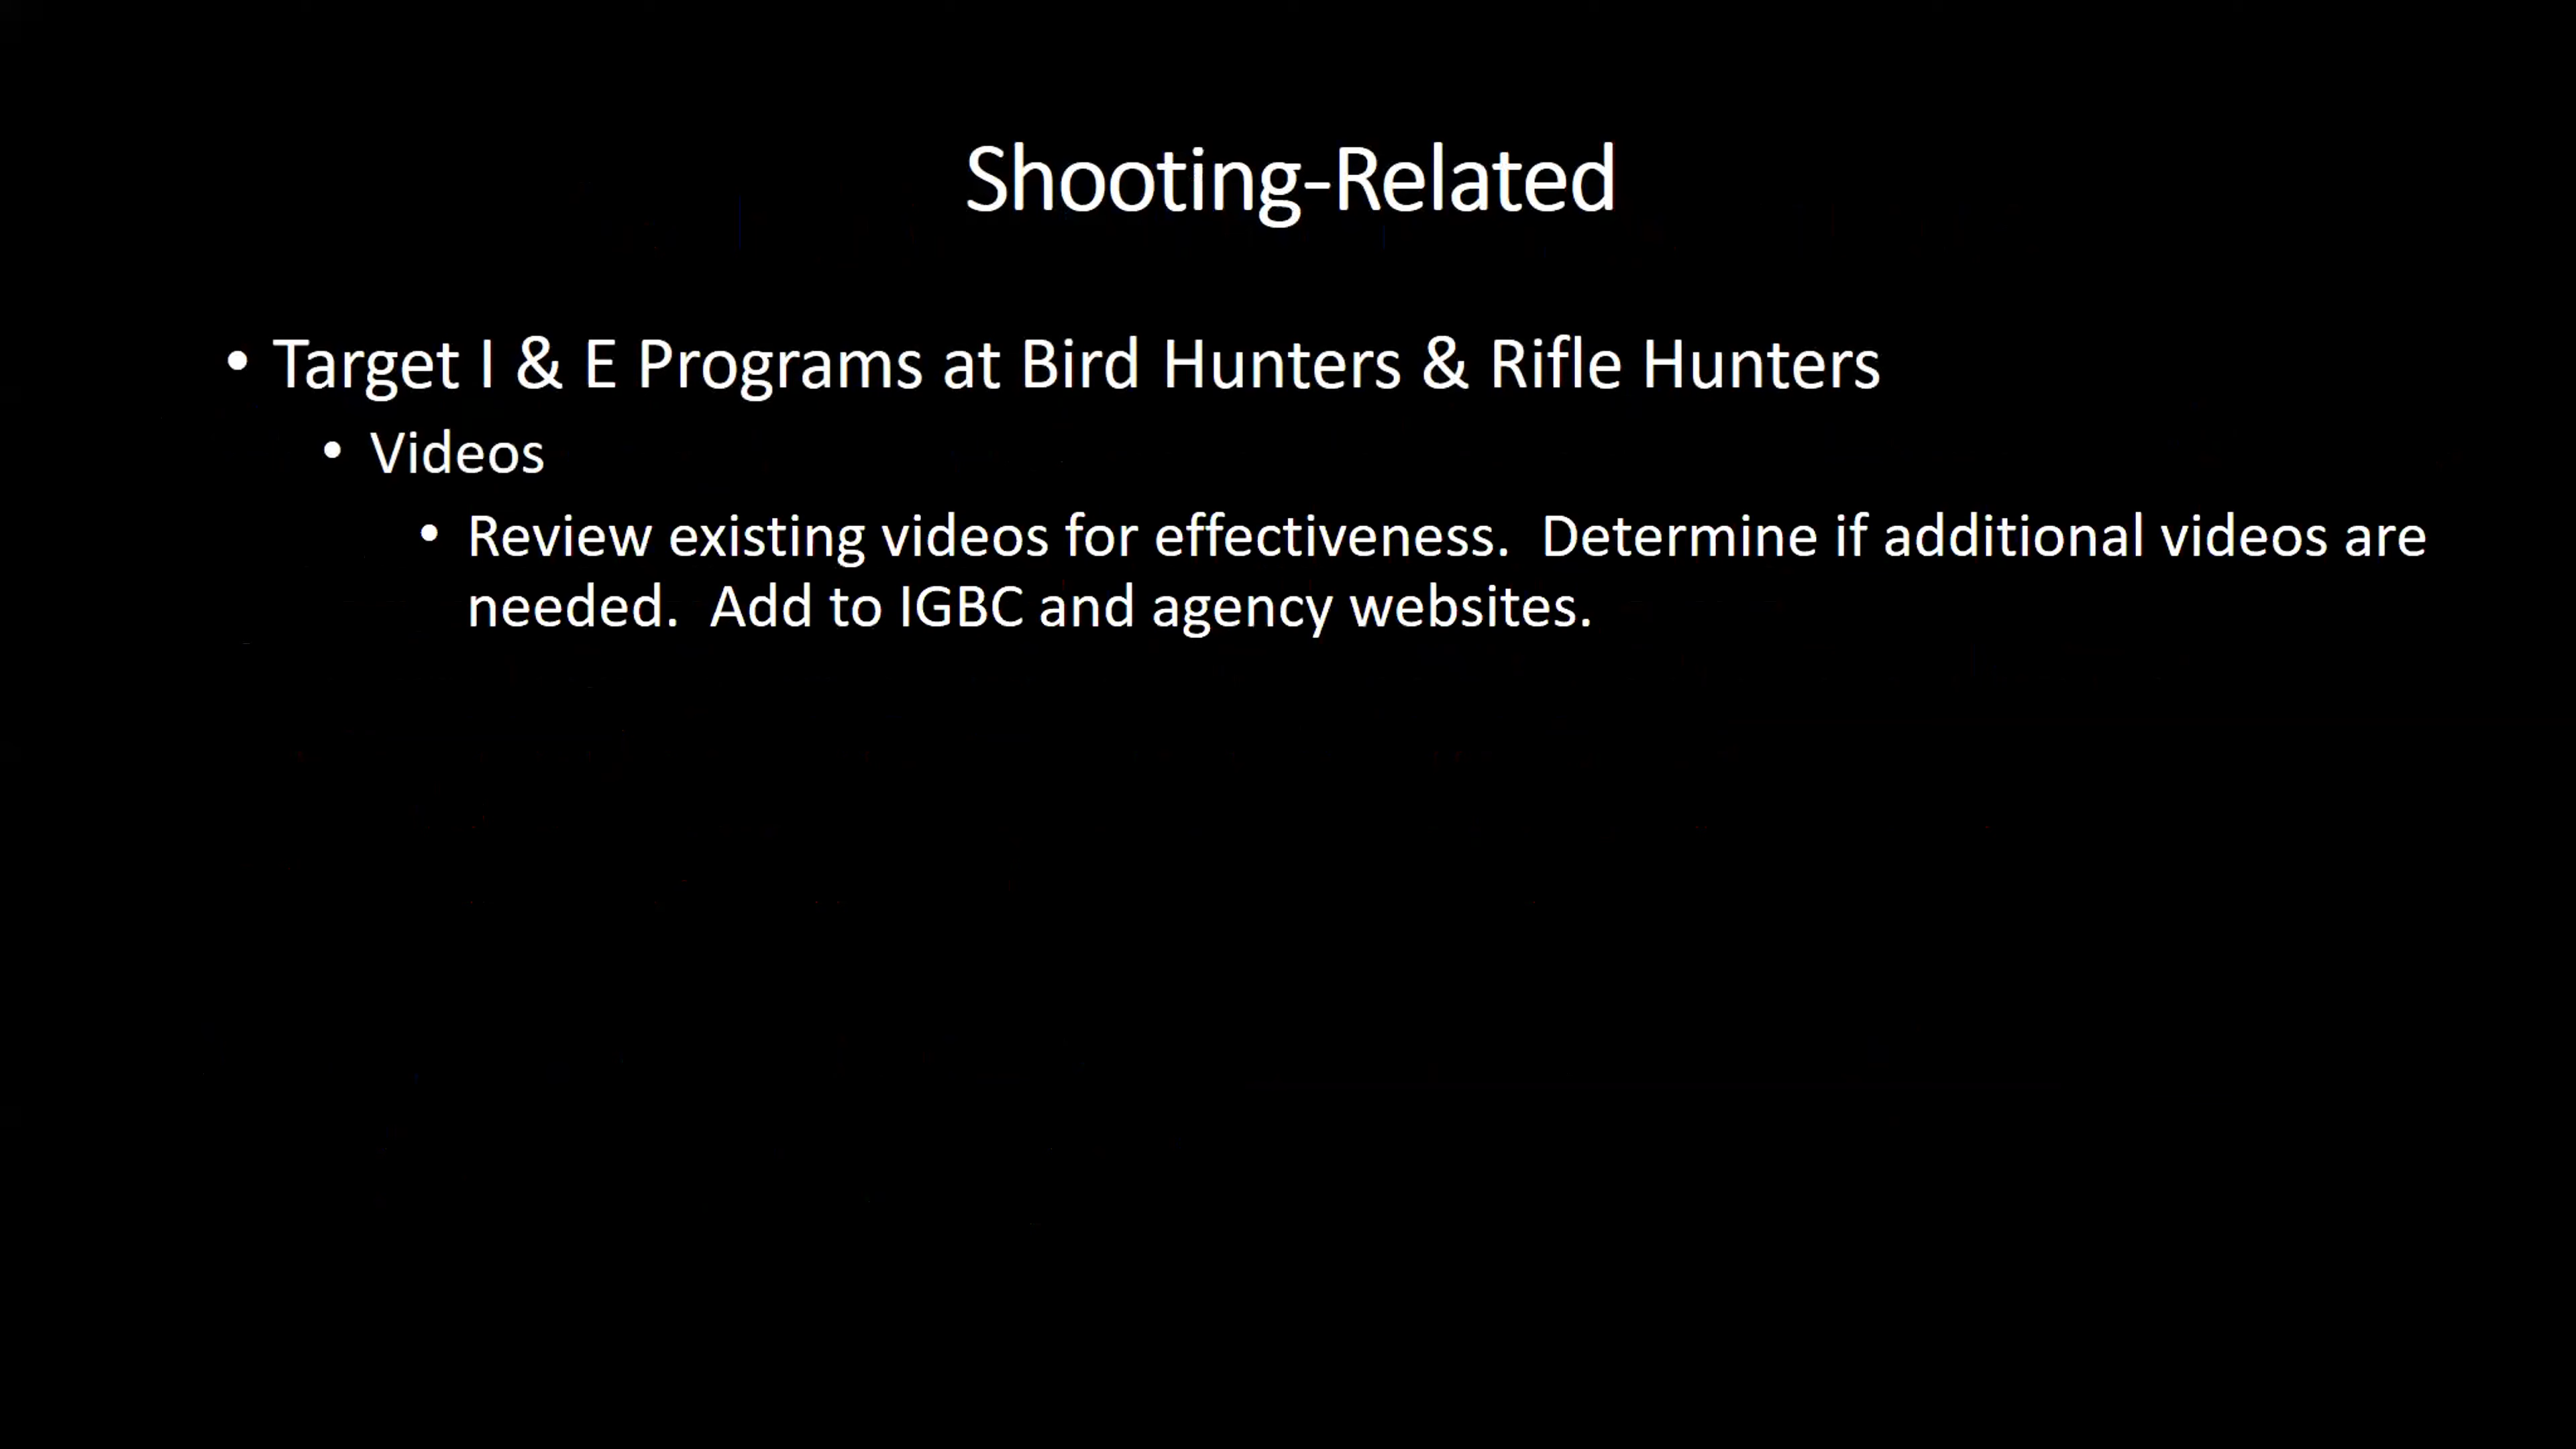 Shooting-Related
• Target I & E Programs at Bird Hunters & Rifle Hunters
• Videos
• Review existing videos for effectiveness.  Determine if additional videos are
needed.  Add to IGBC and agency websites.